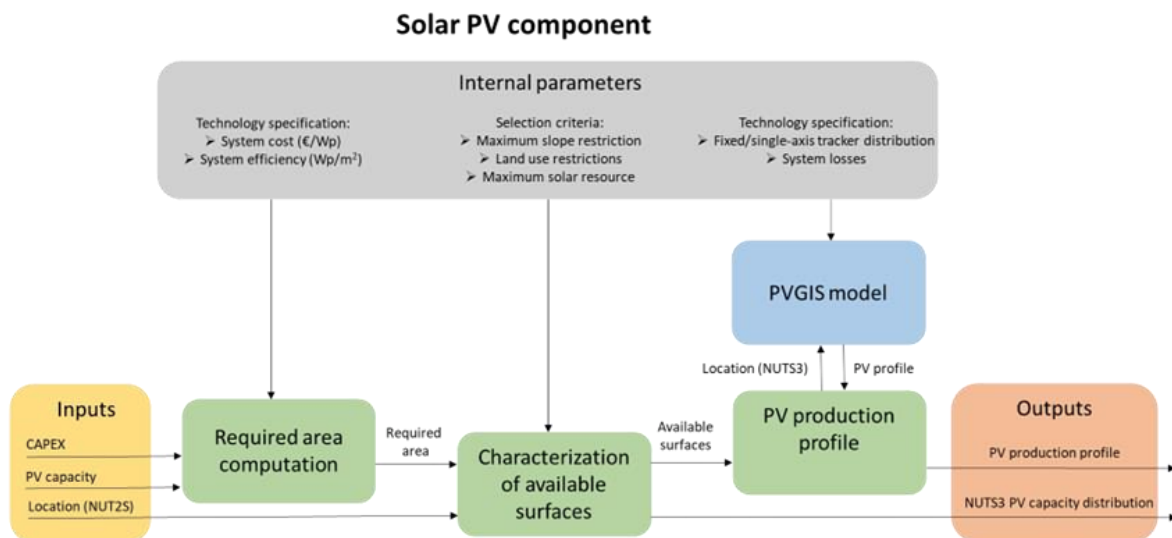 Solar PV component
Internal parameters
Technology specification:
➢ System cost (€/Wp)
➢ System efficiency (Wp/m²)
Selection criteria:
➢ Maximum slope restriction
➢ Land use restrictions
➢ Maximum solar resource
Technology specification:
➢ Fixed/single-axis tracker distribution
➢ System losses
PVGIS model
Location (NUTS3)
PV profile
Inputs
CAPEX
PV capacity
Location (NUT2S)
Required area
computation
Required
area
Characterization
of available
surfaces
Available
surfaces
PV production
profile
Outputs
PV production profile
NUTS3 PV capacity distribution